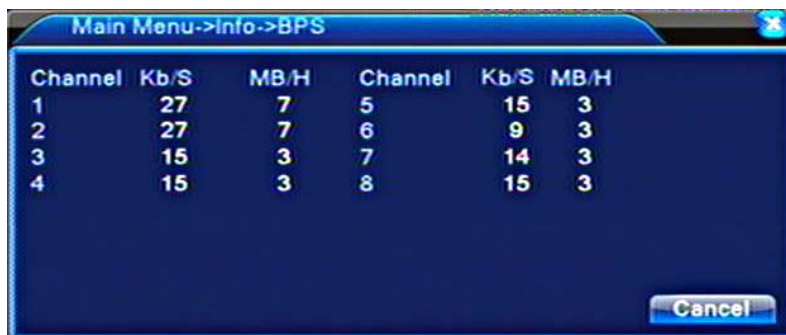 Main Menu->Info->BPS
Channel Kb/S MB/H Channel Kb/S MB/H
1 27 7 5 15 3
2 27 7 6 9 3
3 15 3 7 14 3
4 15 3 8 15 3
Cancel